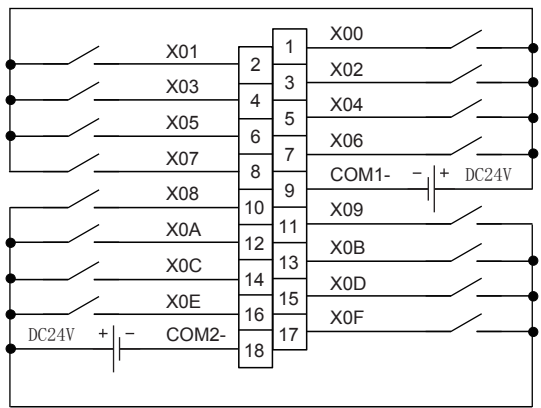 X00
1
X01
2
X02
X03
3
4
X04
X05
5
6
X06
X07
7
8
COM1- − + DC24V
X08
9
10
X09
X0A
11
12
X0B
X0C
13
14
X0D
X0E
15
16
X0F
DC24V + − COM2-
17
18